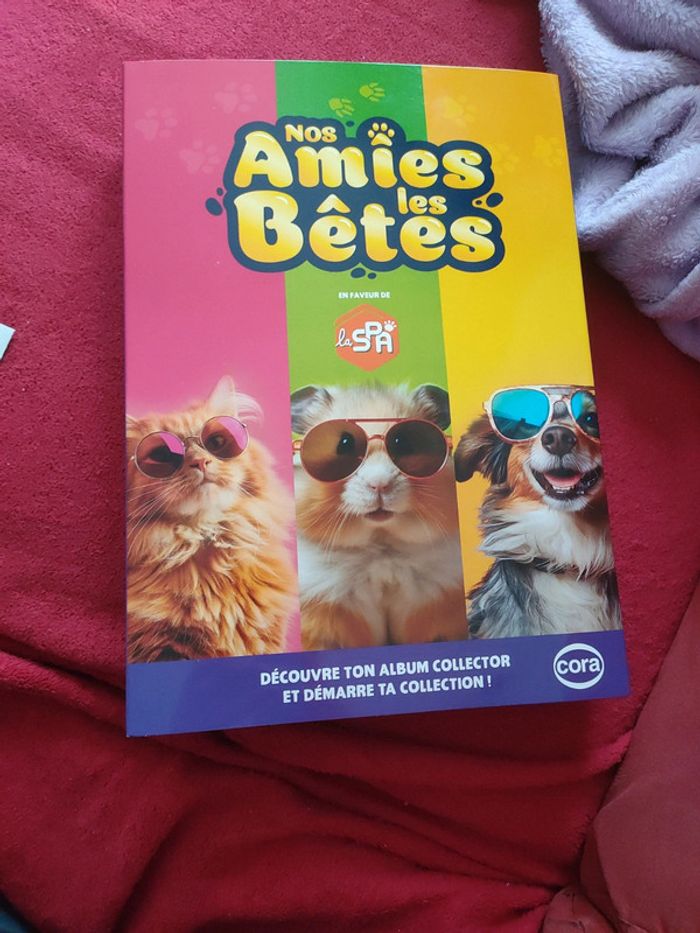 Nos
Amies
les
Bêtes
EN FAVEUR DE
la SPA
DÉCOUVRE TON ALBUM COLLECTOR
ET DÉMARRE TA COLLECTION !
cora